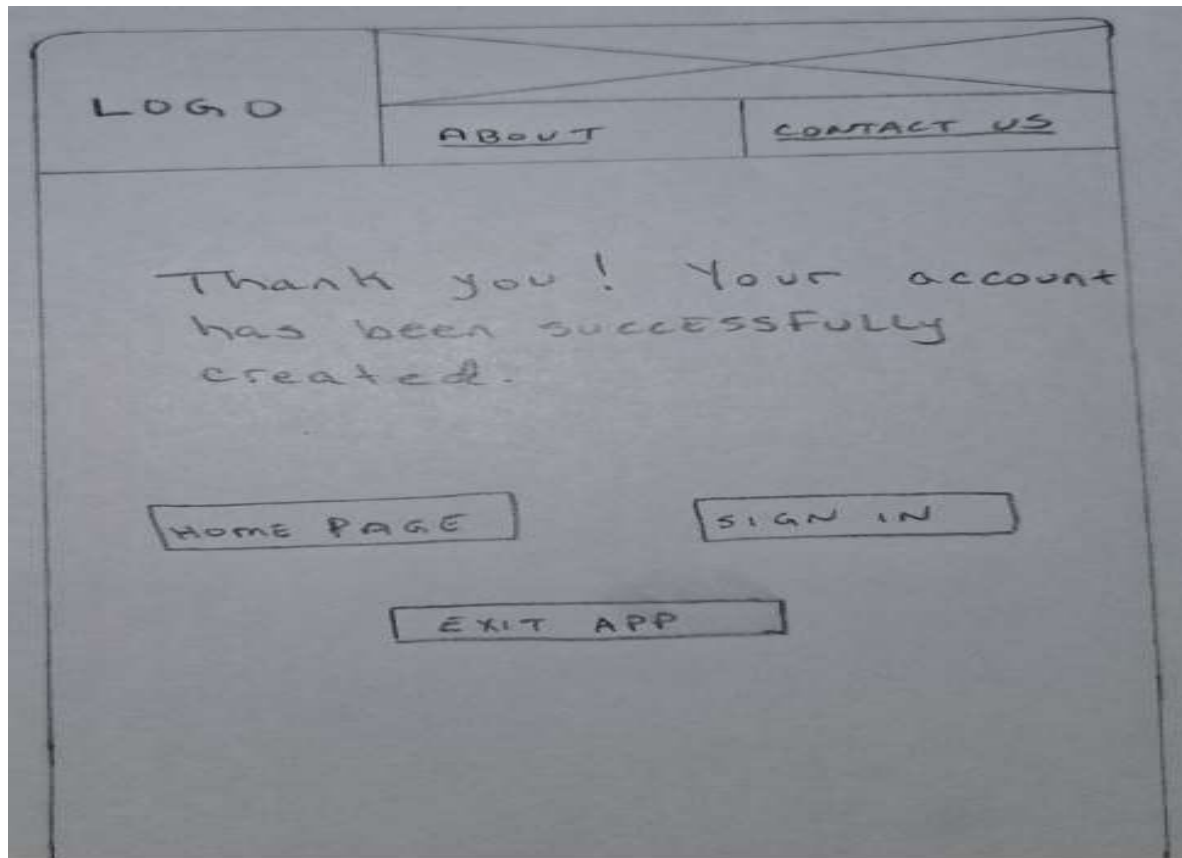 LOGO
ABOUT
CONTACT US
Thank you! Your account
has been successFuLLy
created.
HOME PAGE
SIGN IN
EXIT APP